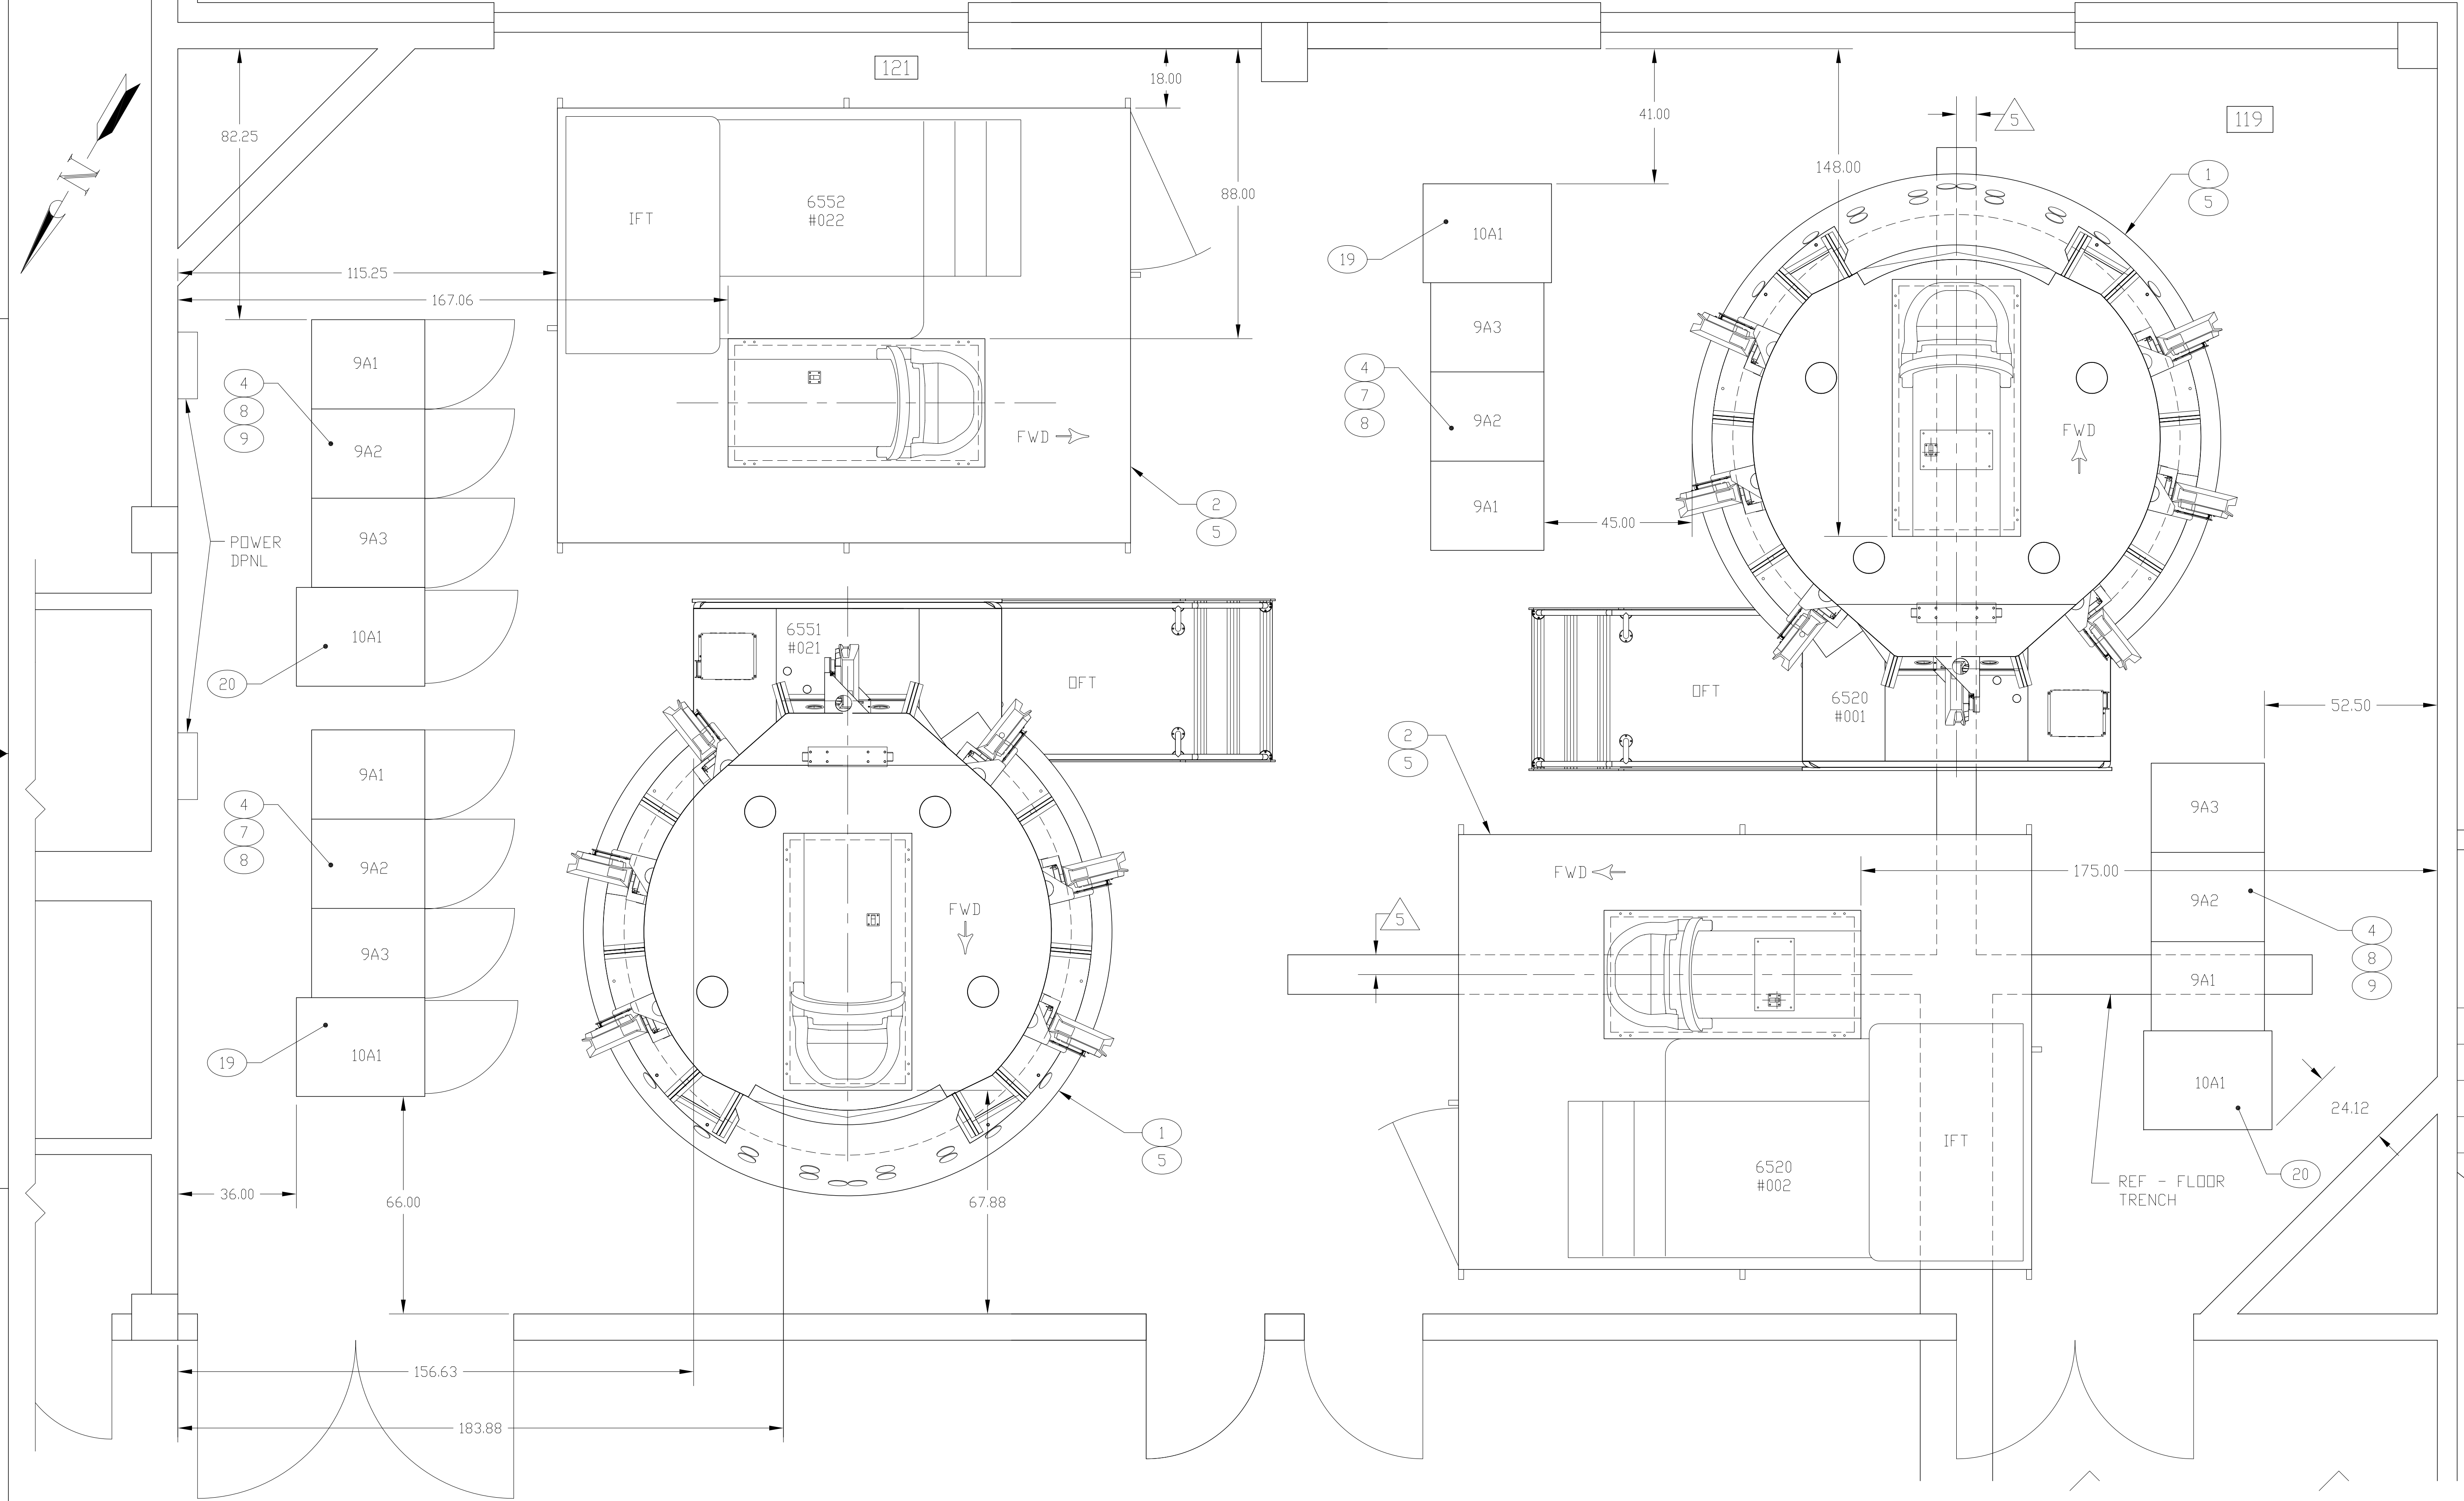 121
18.00
82.25
N
115.25
167.06
88.00
IFT
6552
#022
FWD
2
5
9A1
9A2
9A3
10A1
4
8
9
20
POWER
DPNL
9A1
9A2
9A3
10A1
4
7
8
19
36.00
66.00
6551
#021
OFT
FWD
67.88
1
5
156.63
183.88
119
41.00
148.00
5
1
5
10A1
9A3
9A2
9A1
19
4
7
8
45.00
FWD
OFT
6520
#001
52.50
2
5
FWD
175.00
5
9A3
9A2
9A1
10A1
4
8
9
24.12
20
IFT
6520
#002
REF - FLOOR
TRENCH